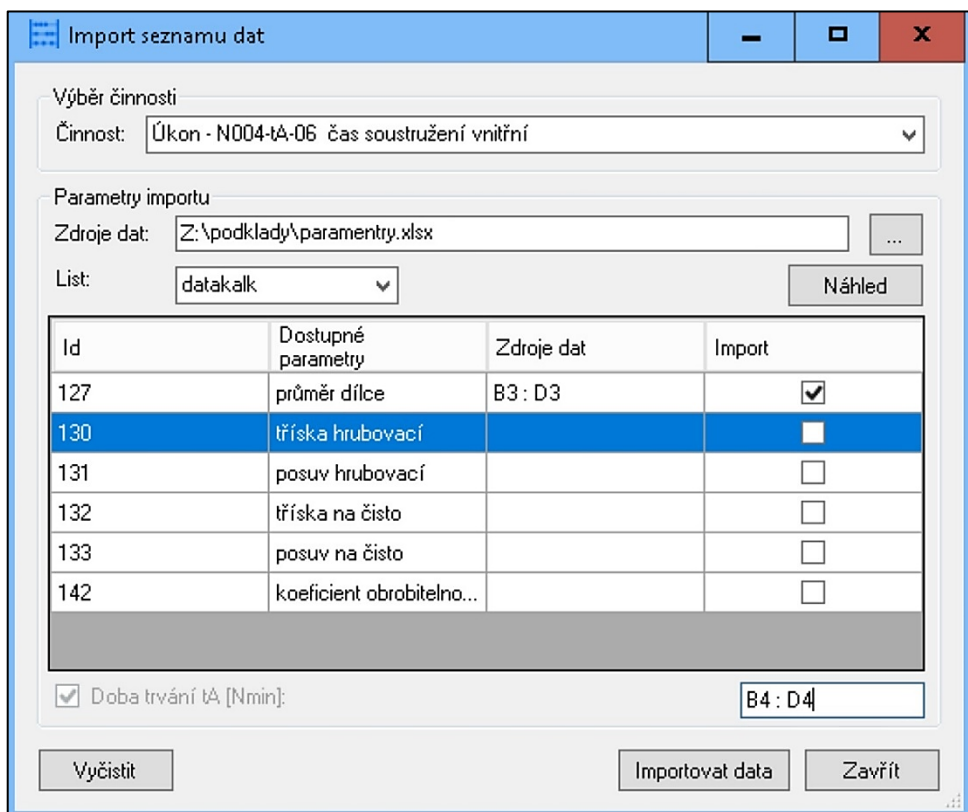 Import seznamu dat
Výběr činnosti
Činnost: Úkon - N004-tA-06 čas soustružení vnitřní
Parametry importu
Zdroje dat: Z:\podklady\paramentry.xlsx ...
List: datakalk Náhled
Id Dostupné parametry Zdroje dat Import
127 průměr dílce B3 : D3
130 tříska hrubovací
131 posuv hrubovací
132 tříska na čisto
133 posuv na čisto
142 koeficient obrobitelno...
Doba trvání tA [Nmin]: B4 : D4
Vyčistit Importovat data Zavřít